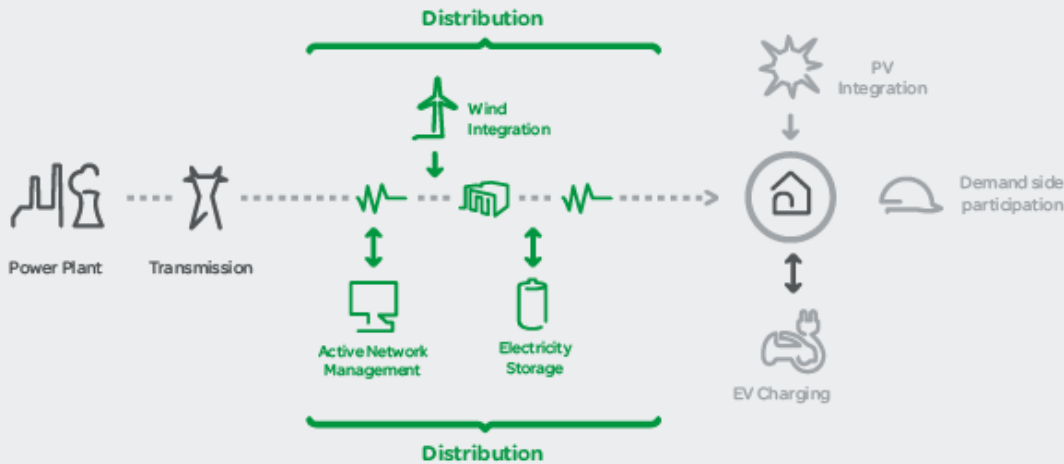 Distribution
PV
Integration
Wind
Integration
Demand side
participation
Power Plant
Transmission
Active Network
Management
Electricity
Storage
EV Charging
Distribution